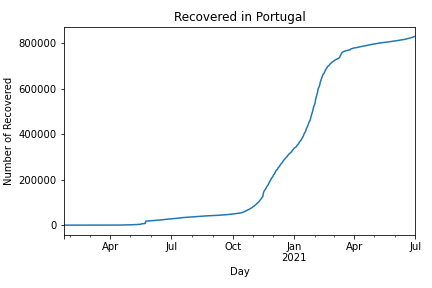 Recovered in Portugal
Number of Recovered
800000
600000
400000
200000
0
Apr
Jul
Oct
Jan
2021
Apr
Jul
Day